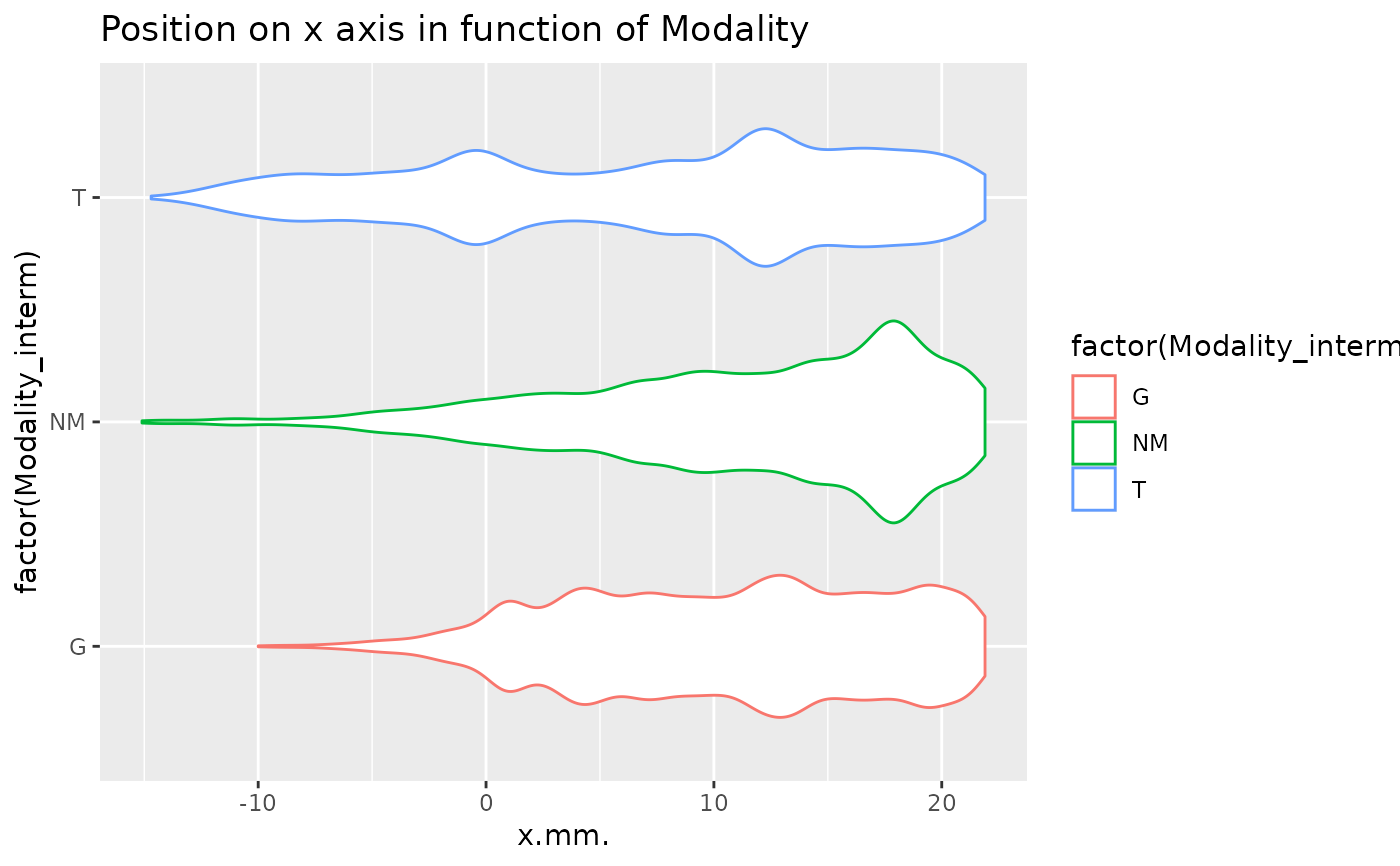 Position on x axis in function of Modality
factor(Modality_interm)
T
NM
G
-10
0
10
20
x.mm.
factor(Modality_interm
G
NM
T